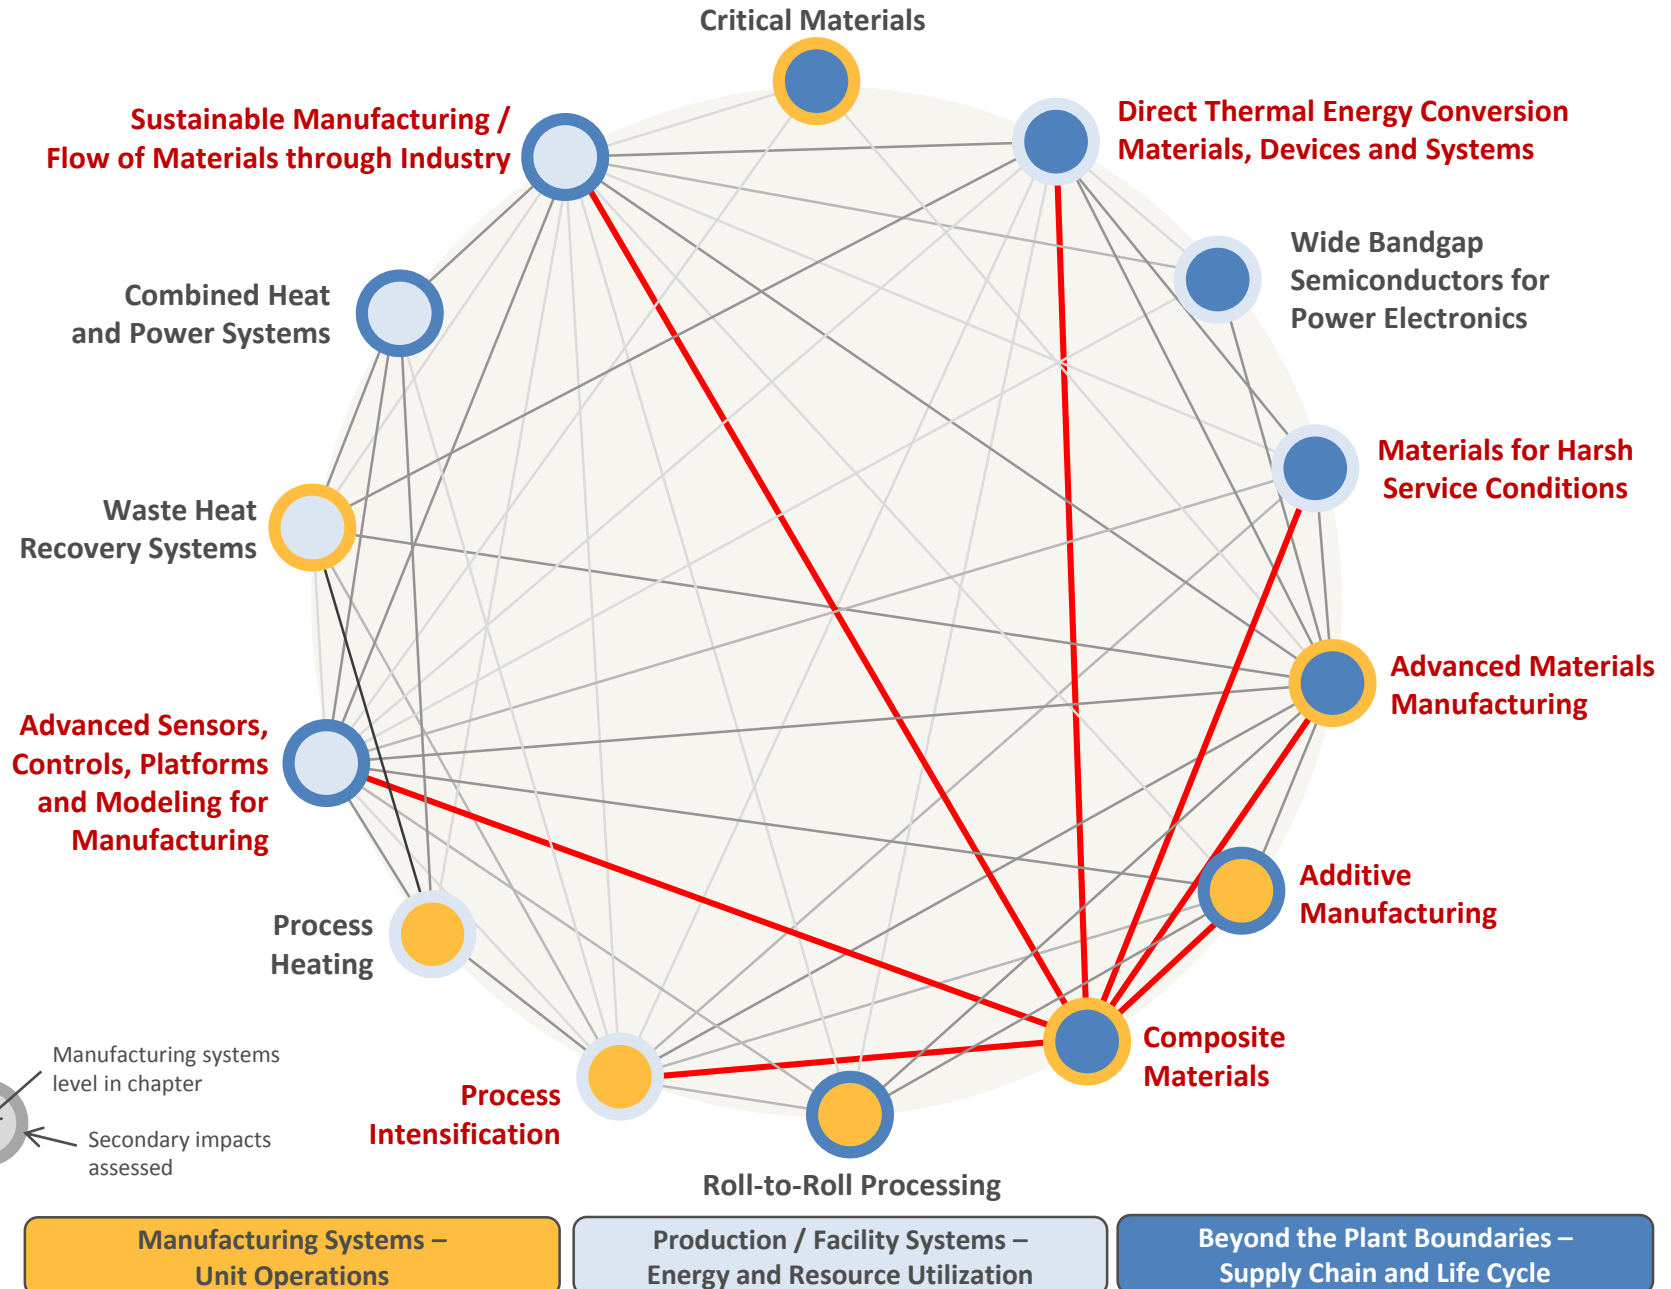 Critical Materials
Sustainable Manufacturing /
Flow of Materials through Industry
Direct Thermal Energy Conversion
Materials, Devices and Systems
Wide Bandgap
Semiconductors for
Power Electronics
Combined Heat
and Power Systems
Materials for Harsh
Service Conditions
Waste Heat
Recovery Systems
Advanced Materials
Manufacturing
Advanced Sensors,
Controls, Platforms
and Modeling for
Manufacturing
Additive
Manufacturing
Process
Heating
Composite
Materials
Manufacturing systems
level in chapter
Secondary impacts
assessed
Process
Intensification
Roll-to-Roll Processing
Manufacturing Systems –
Unit Operations
Production / Facility Systems –
Energy and Resource Utilization
Beyond the Plant Boundaries –
Supply Chain and Life Cycle